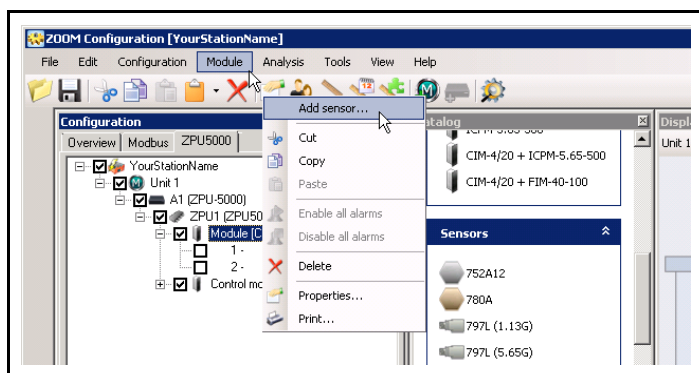 ZOOM Configuration [YourStationName]
File Edit Configuration Module Analysis Tools View Help
Configuration
Overview Modbus ZPU5000
YourStationName
Unit 1
A1 (ZPU-5000)
ZPU1 (ZPU50
Module [C
1 -
2 -
Control mo
Add sensor...
Cut
Copy
Paste
Enable all alarms
Disable all alarms
Delete
Properties...
Print...
atalog
CIM-4/20 + ICPM-5.65-500
CIM-4/20 + FIM-40-100
Sensors
752A12
780A
797L (1.13G)
797L (5.65G)
Displ
Unit 1